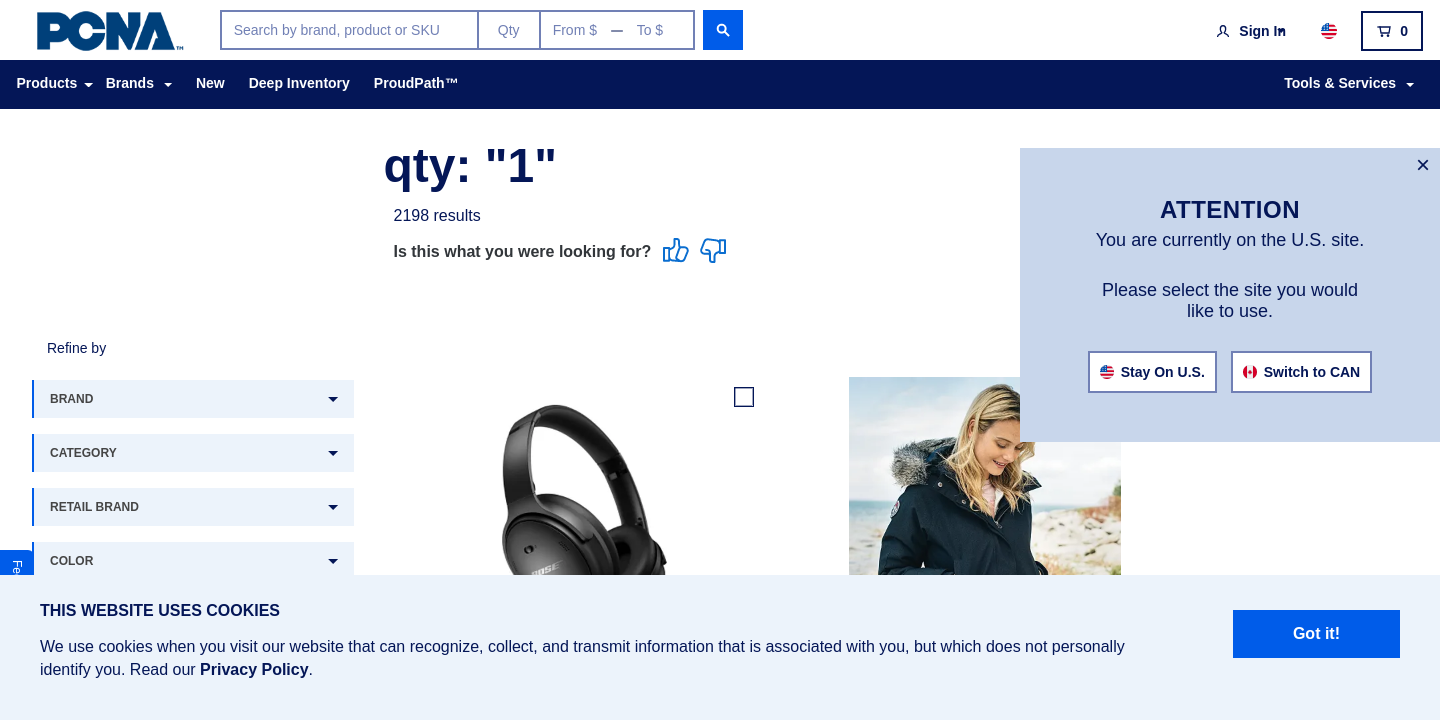 PCNA™
Search by brand, product or SKU
Qty
From $
To $
Sign In
0
Products
Brands
New
Deep Inventory
ProudPath™
Tools & Services
qty: "1"
2198 results
Is this what you were looking for?
ATTENTION
You are currently on the U.S. site.
Please select the site you would
like to use.
Stay On U.S.
Switch to CAN
Refine by
BRAND
CATEGORY
RETAIL BRAND
COLOR
BOSE
THIS WEBSITE USES COOKIES
We use cookies when you visit our website that can recognize, collect, and transmit information that is associated with you, but which does not personally
identify you. Read our Privacy Policy.
Got it!